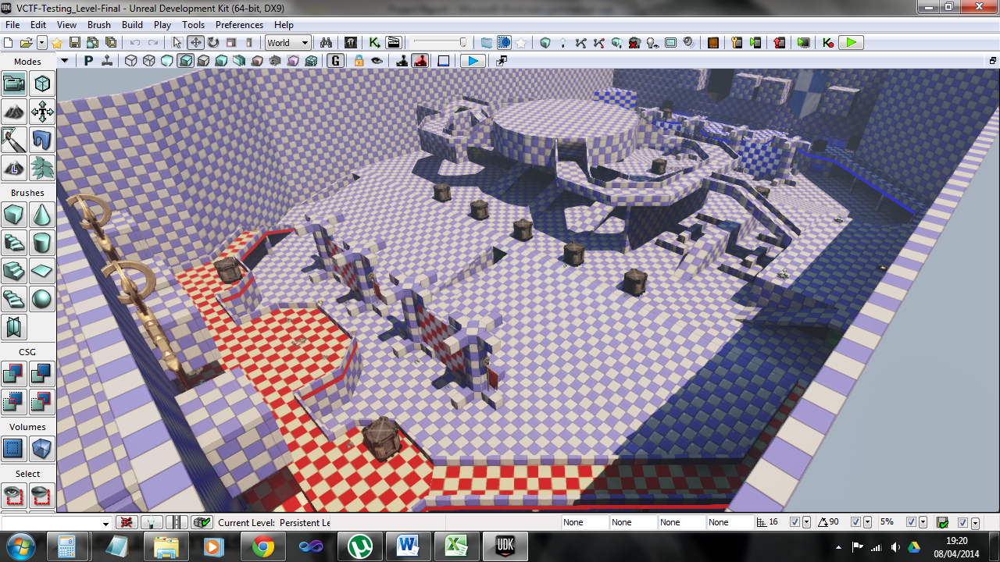 VCTF-Testing_Level-Final - Unreal Development Kit (64-bit, DX9)
File Edit View Brush Build Play Tools Preferences Help
World
Modes
P
G
L
Brushes
CSG
Volumes
Select
Current Level: Persistent Le
None None None None 16 90 5%
UDK
19:20
08/04/2014